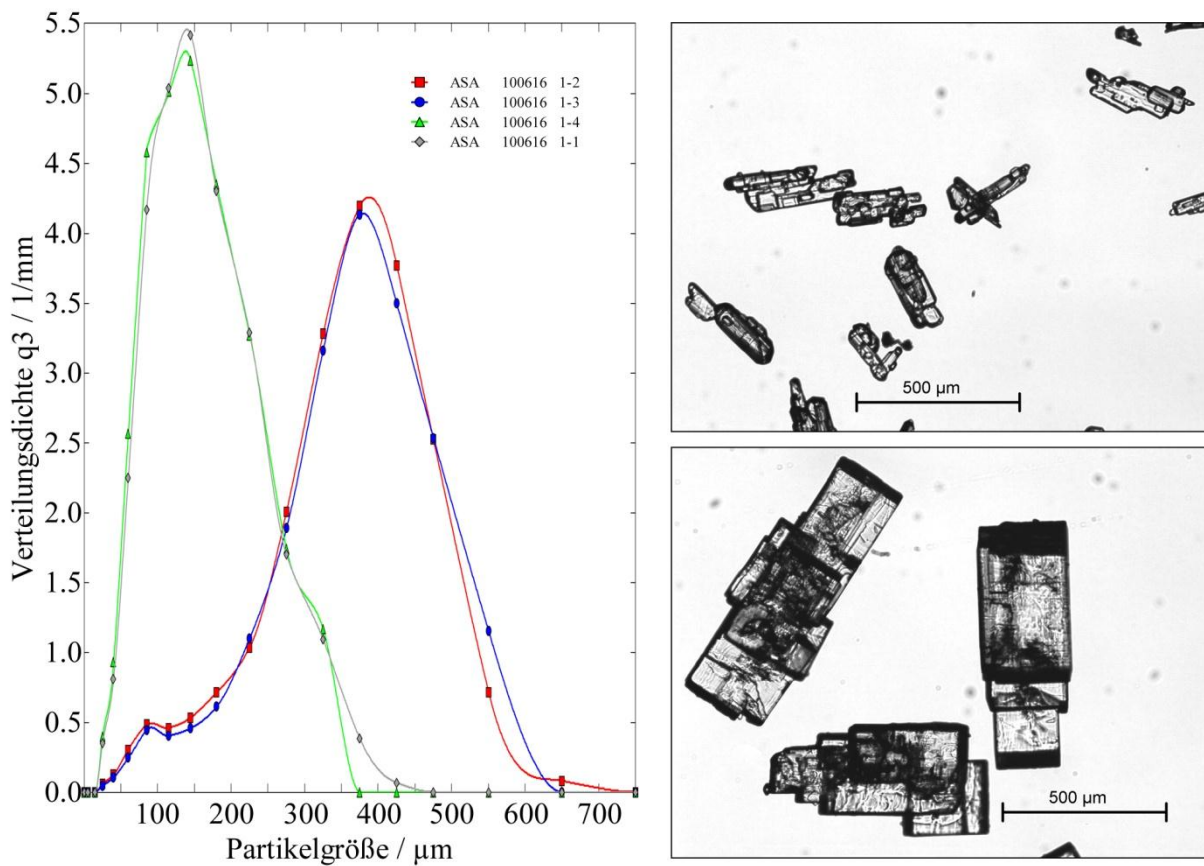 5.5
5.0
4.5
4.0
3.5
3.0
2.5
2.0
1.5
1.0
0.5
0.0
Verteilungsdichte q3 / 1/mm
ASA 100616 1-2
ASA 100616 1-3
ASA 100616 1-4
ASA 100616 1-1
100 200 300 400 500 600 700
Partikelgröße / µm
500 µm
500 µm